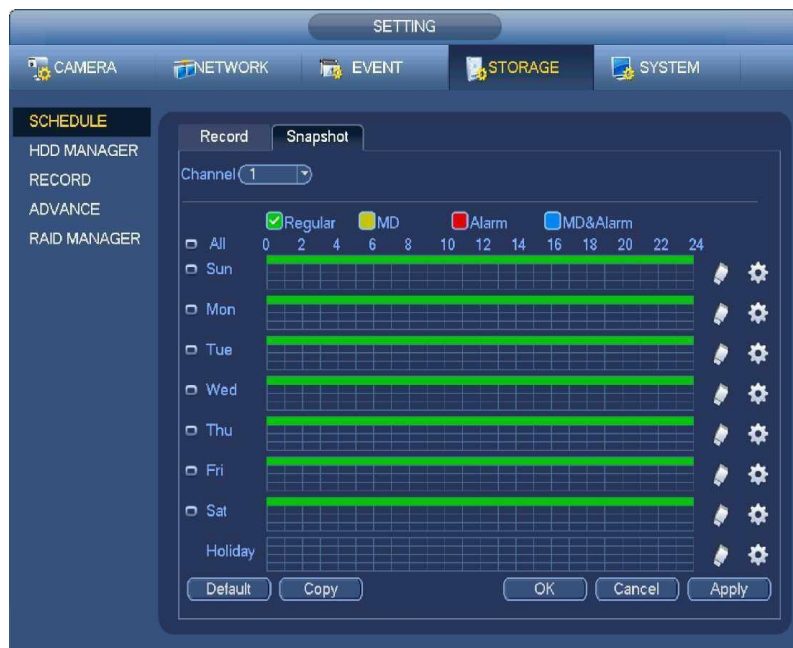 SETTING
CAMERA NETWORK EVENT STORAGE SYSTEM
SCHEDULE
HDD MANAGER
RECORD
ADVANCE
RAID MANAGER
Record Snapshot
Channel 1
Regular MD Alarm MD&Alarm
All 0 2 4 6 8 10 12 14 16 18 20 22 24
Sun
Mon
Tue
Wed
Thu
Fri
Sat
Holiday
Default Copy OK Cancel Apply